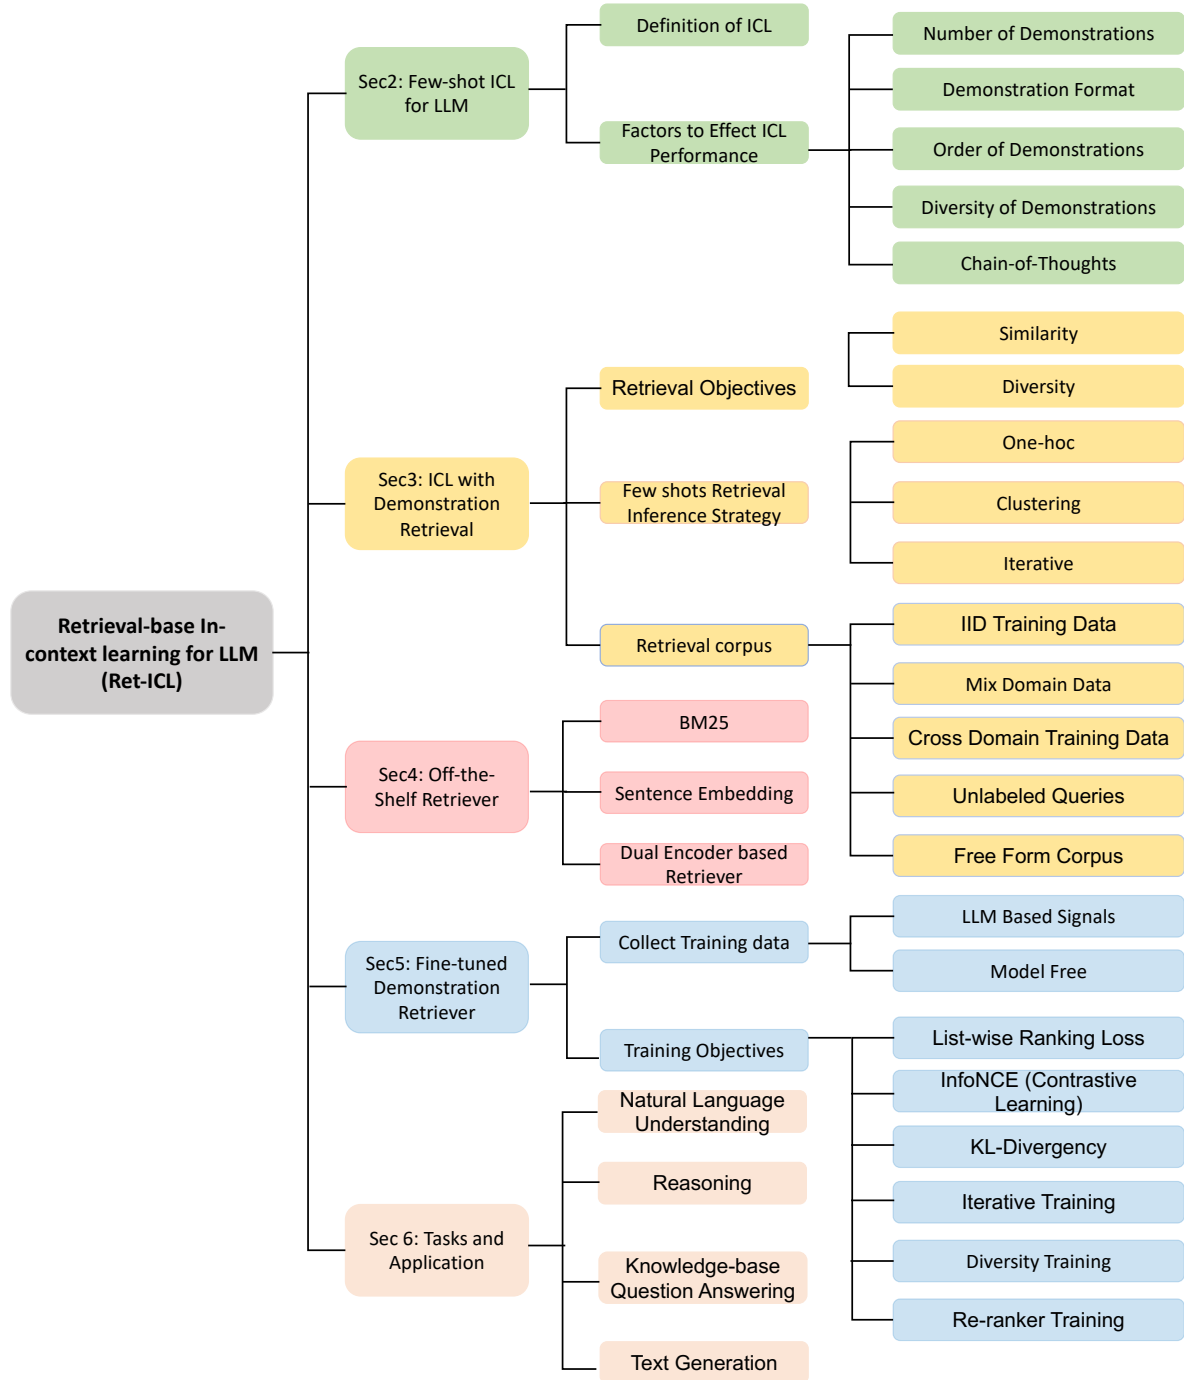 Retrieval-base In-
context learning for LLM
(Ret-ICL)
Sec2: Few-shot ICL
for LLM
Definition of ICL
Factors to Effect ICL
Performance
Number of Demonstrations
Demonstration Format
Order of Demonstrations
Diversity of Demonstrations
Chain-of-Thoughts
Sec3: ICL with
Demonstration
Retrieval
Retrieval Objectives
Similarity
Diversity
Few shots Retrieval
Inference Strategy
One-hoc
Clustering
Iterative
Retrieval corpus
IID Training Data
Mix Domain Data
Cross Domain Training Data
Unlabeled Queries
Free Form Corpus
Sec4: Off-the-
Shelf Retriever
BM25
Sentence Embedding
Dual Encoder based
Retriever
Sec5: Fine-tuned
Demonstration
Retriever
Collect Training data
LLM Based Signals
Model Free
Training Objectives
List-wise Ranking Loss
InfoNCE (Contrastive
Learning)
KL-Divergency
Iterative Training
Diversity Training
Re-ranker Training
Sec 6: Tasks and
Application
Natural Language
Understanding
Reasoning
Knowledge-base
Question Answering
Text Generation